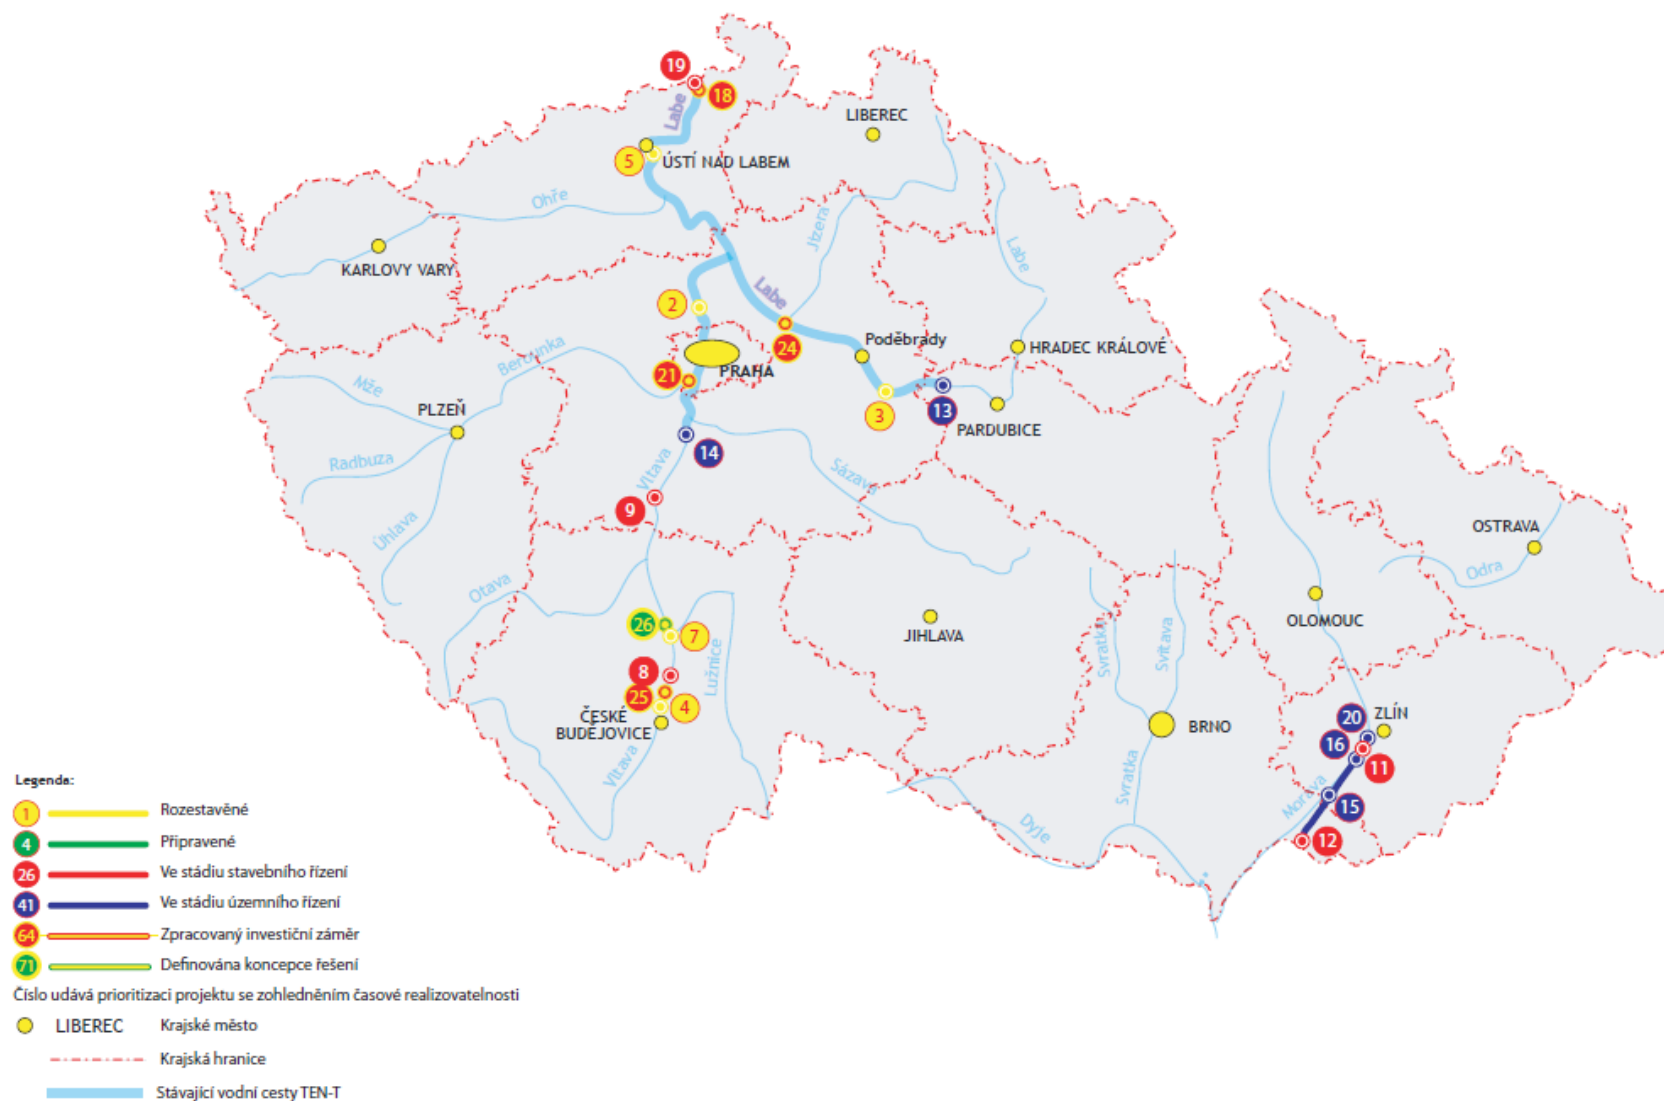 19
18
Labe
LIBEREC
5
ÚSTÍ NAD LABEM
Ohře
Jizera
Labe
KARLOVY VARY
2
Labe
24
Poděbrady
HRADEC KRÁLOVÉ
Berounka
PRAHA
21
Mže
PLZEŇ
3
13
PARDUBICE
14
Radbuza
Vltava
Sázava
9
Úhlava
OSTRAVA
Odra
Otava
OLOMOUC
26
7
JIHLAVA
Svratka
Svitava
Lužnice
8
25
4
ČESKÉ
BUDĚJOVICE
Vltava
BRNO
20
ZLÍN
16
11
Svratka
Morava
15
12
Dyje
Legenda:
1 Rozestavěné
4 Připravené
26 Ve stádiu stavebního řízení
41 Ve stádiu územního řízení
64 Zpracovaný investiční záměr
71 Definována koncepce řešení
Číslo udává prioritizaci projektu se zohledněním časové realizovatelnosti
LIBEREC Krajské město
Krajská hranice
Stávající vodní cesty TEN-T